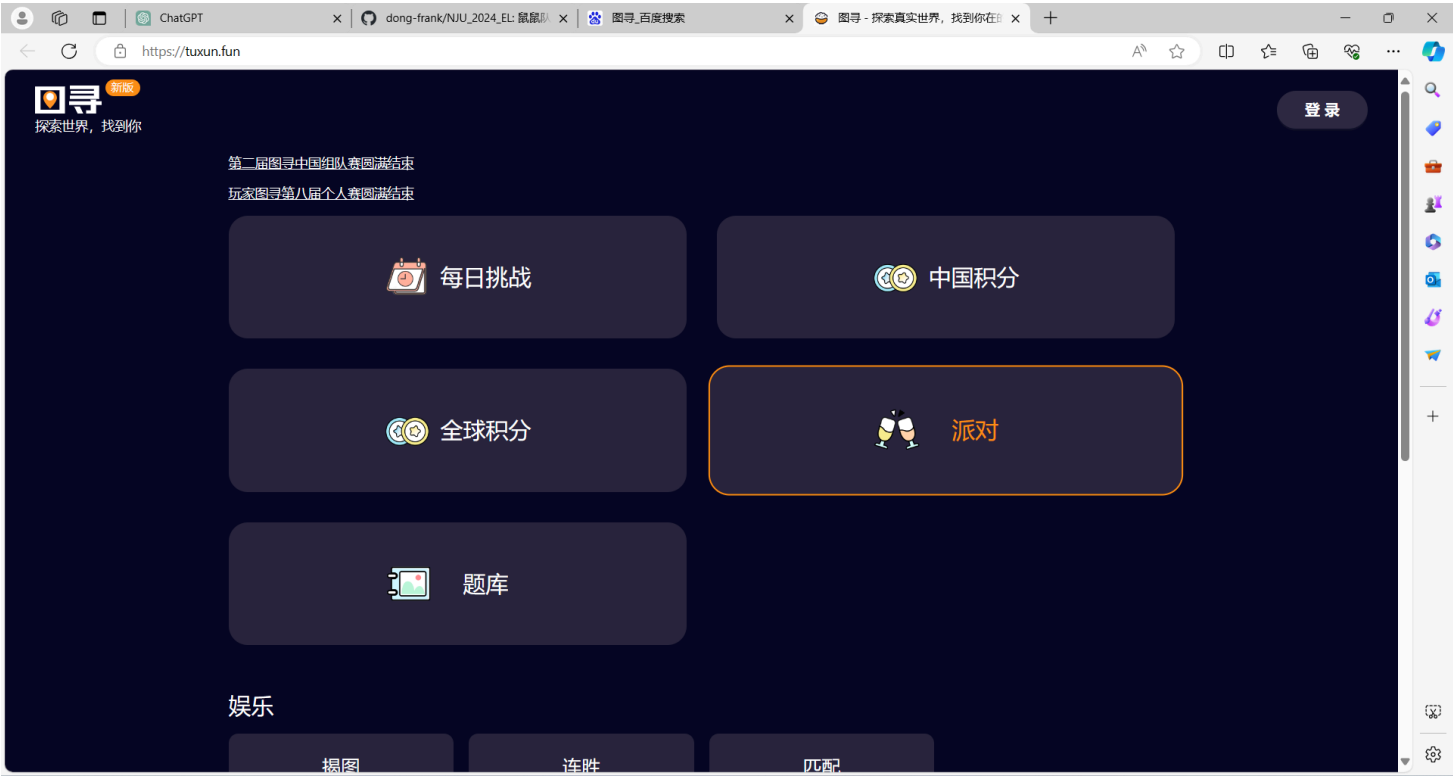 ChatGPT
dong-frank/NJU_2024_EL: 鼠鼠队
图寻_百度搜索
图寻 - 探索真实世界，找到你在
https://tuxun.fun
图寻 新版
探索世界，找到你
登 录
第二届图寻中国组队赛圆满结束
玩家图寻第八届个人赛圆满结束
每日挑战
中国积分
全球积分
派对
题库
娱乐
揭图
连胜
匹配